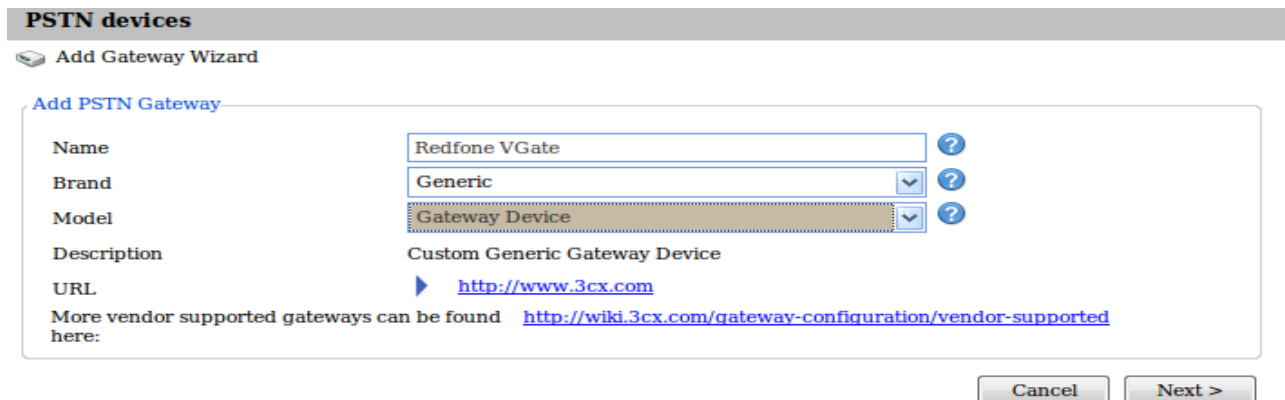 PSTN devices
Add Gateway Wizard
Add PSTN Gateway
Name Redfone VGate ?
Brand Generic ?
Model Gateway Device ?
Description Custom Generic Gateway Device
URL http://www.3cx.com
More vendor supported gateways can be found http://wiki.3cx.com/gateway-configuration/vendor-supported
here:
Cancel Next >